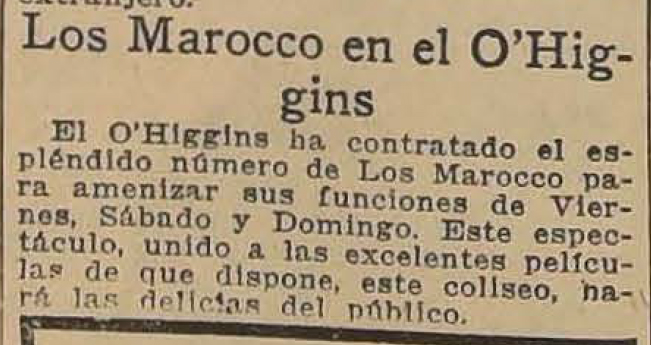 extranjero.
Los Marocco en el O'Hig-
gins
El O'Higgins ha contratado el es-
pléndido número de Los Marocco pa-
ra amenizar sus funciones de Vier-
nes, Sábado y Domingo. Este espec-
táculo, unido a las excelentes pelícu-
las de que dispone, este coliseo, ha-
rá las delicias del público.